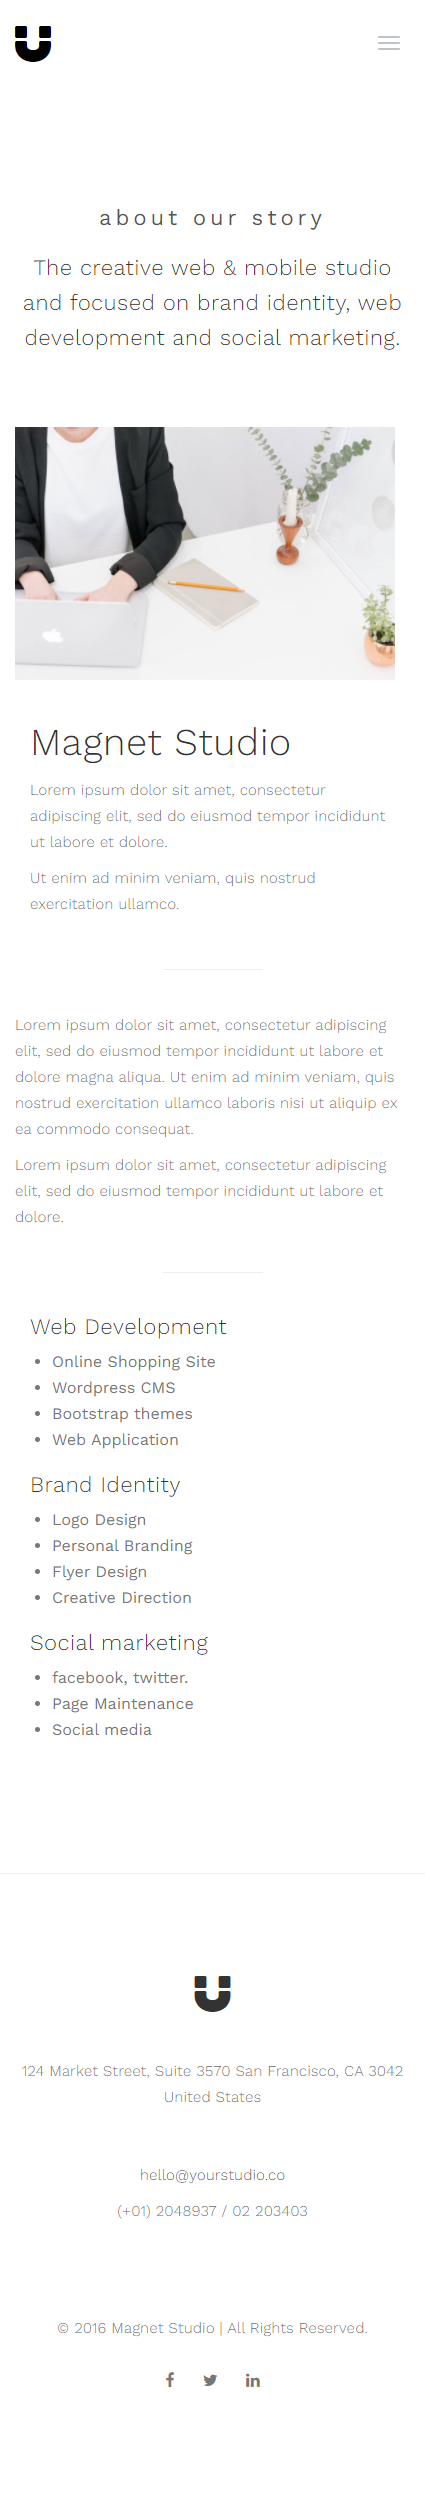 about our story
The creative web & mobile studio
and focused on brand identity, web
development and social marketing.
Magnet Studio
Lorem ipsum dolor sit amet, consectetur
adipiscing elit, sed do eiusmod tempor incididunt
ut labore et dolore.
Ut enim ad minim veniam, quis nostrud
exercitation ullamco.
Lorem ipsum dolor sit amet, consectetur adipiscing
elit, sed do eiusmod tempor incididunt ut labore et
dolore magna aliqua. Ut enim ad minim veniam, quis
nostrud exercitation ullamco laboris nisi ut aliquip ex
ea commodo consequat.
Lorem ipsum dolor sit amet, consectetur adipiscing
elit, sed do eiusmod tempor incididunt ut labore et
dolore.
Web Development
• Online Shopping Site
• Wordpress CMS
• Bootstrap themes
• Web Application
Brand Identity
• Logo Design
• Personal Branding
• Flyer Design
• Creative Direction
Social marketing
• facebook, twitter.
• Page Maintenance
• Social media
124 Market Street, Suite 3570 San Francisco, CA 3042
United States
hello@yourstudio.co
(+01) 2048937 / 02 203403
© 2016 Magnet Studio | All Rights Reserved.